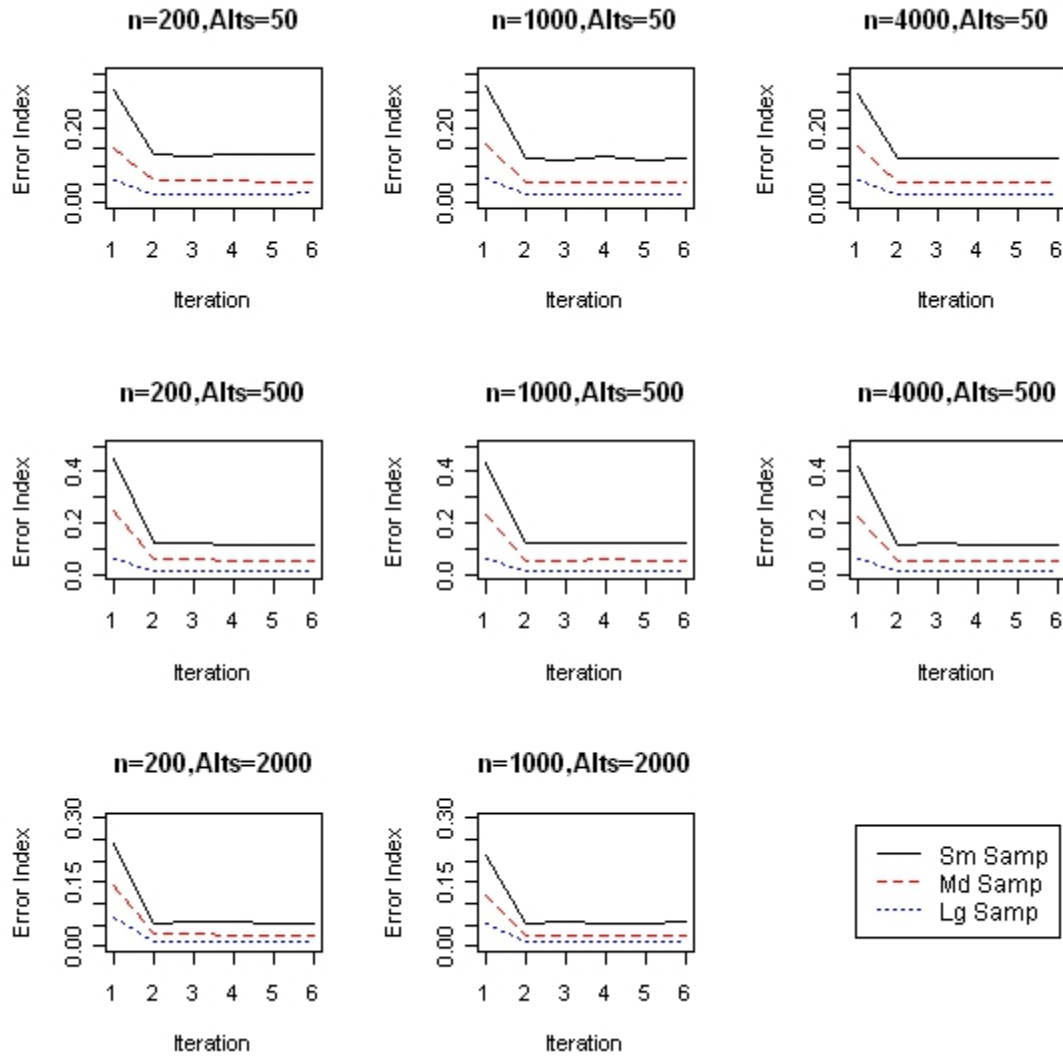 n=200,Alts=50
n=1000,Alts=50
n=4000,Alts=50
Error Index
0.00 0.20
1 2 3 4 5 6
Iteration
Error Index
0.00 0.20
1 2 3 4 5 6
Iteration
Error Index
0.00 0.20
1 2 3 4 5 6
Iteration
n=200,Alts=500
n=1000,Alts=500
n=4000,Alts=500
Error Index
0.0 0.2 0.4
1 2 3 4 5 6
Iteration
Error Index
0.0 0.2 0.4
1 2 3 4 5 6
Iteration
Error Index
0.0 0.2 0.4
1 2 3 4 5 6
Iteration
n=200,Alts=2000
n=1000,Alts=2000
Error Index
0.00 0.15 0.30
1 2 3 4 5 6
Iteration
Error Index
0.00 0.15 0.30
1 2 3 4 5 6
Iteration
Sm Samp
Md Samp
Lg Samp